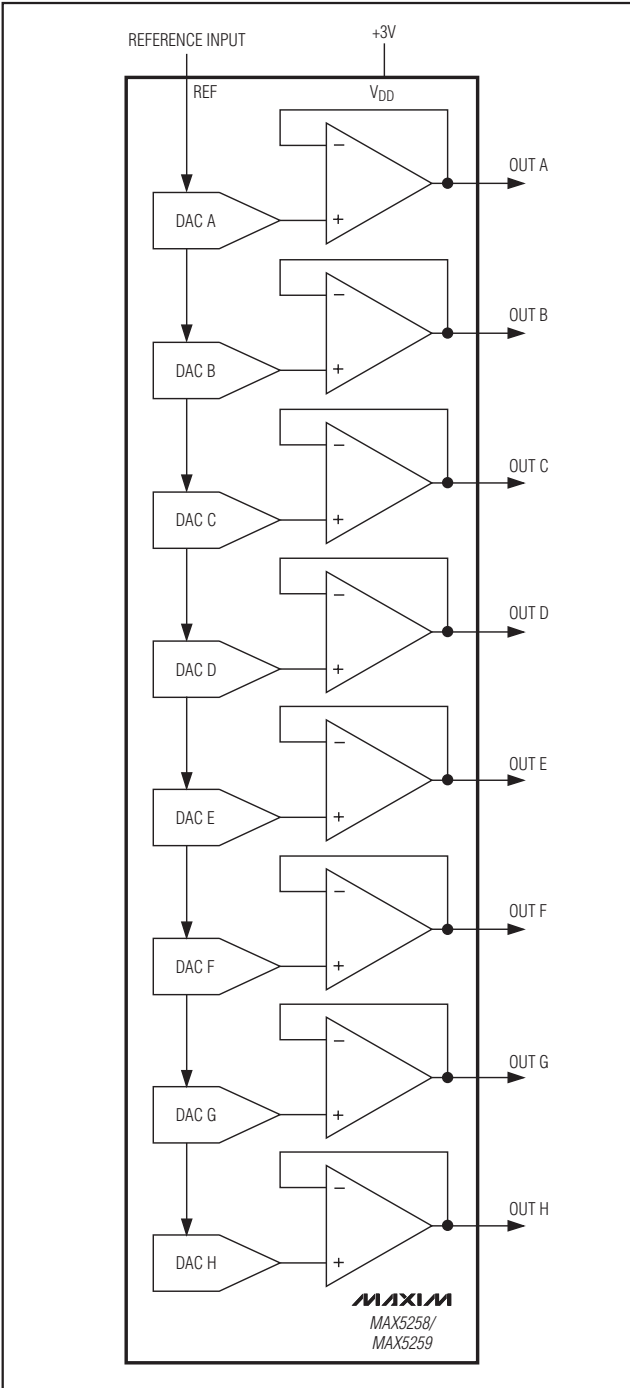 REFERENCE INPUT
+3V
REF
VDD
−
+
DAC A
OUT A
−
+
DAC B
OUT B
−
+
DAC C
OUT C
−
+
DAC D
OUT D
−
+
DAC E
OUT E
−
+
DAC F
OUT F
−
+
DAC G
OUT G
−
+
DAC H
OUT H
MAXIM
MAX5258/
MAX5259